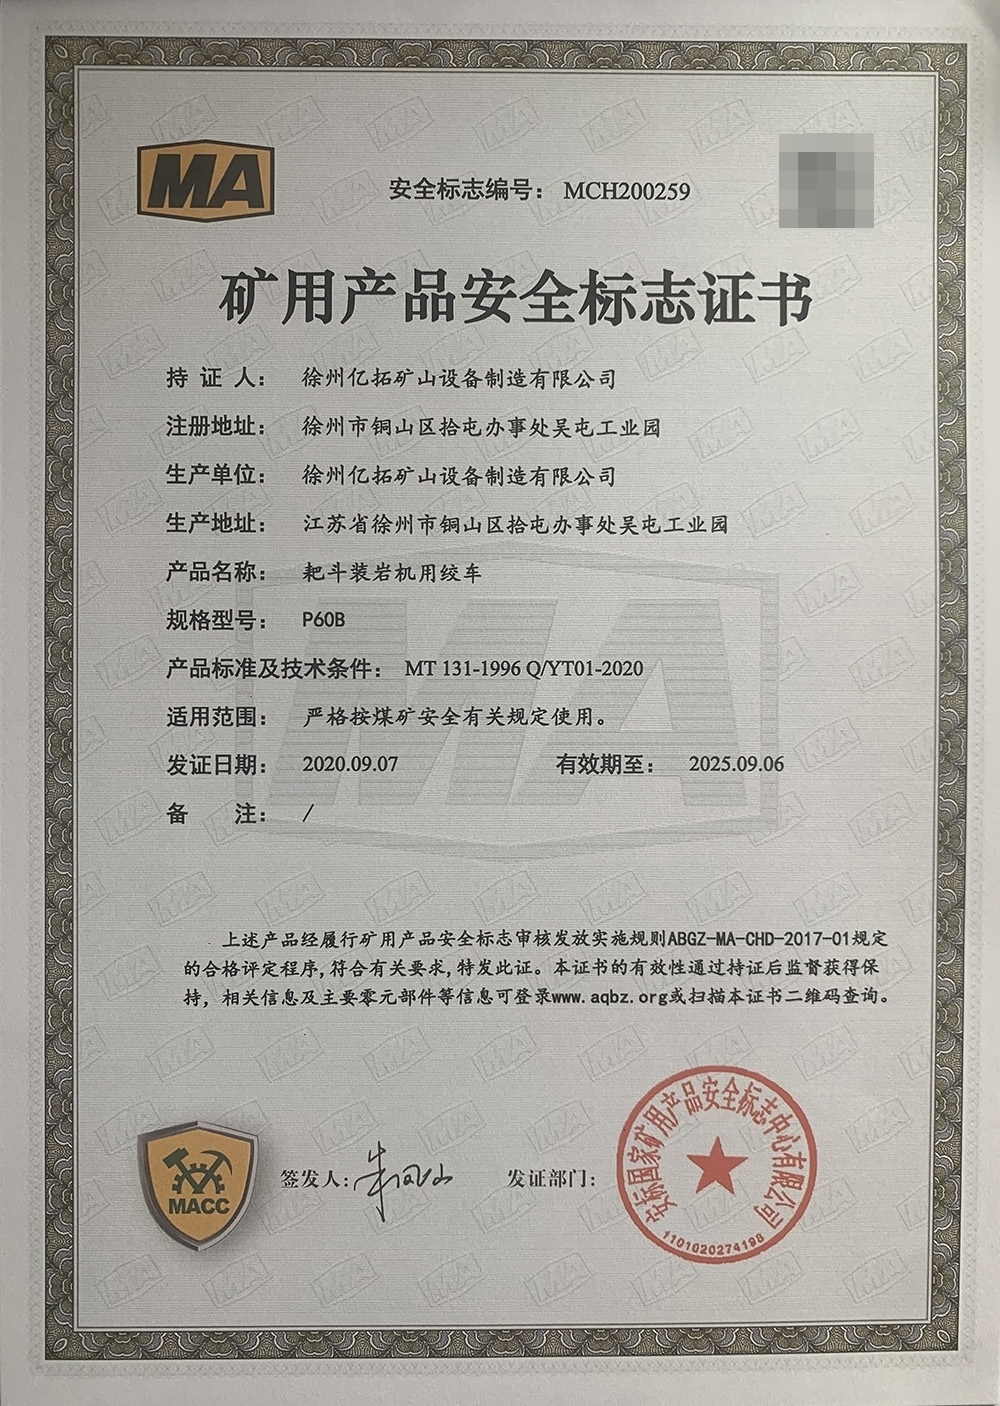 MA
安全标志编号： MCH200259
矿用产品安全标志证书
持 证 人： 徐州亿拓矿山设备制造有限公司
注册地址： 徐州市铜山区拾屯办事处吴屯工业园
生产单位： 徐州亿拓矿山设备制造有限公司
生产地址： 江苏省徐州市铜山区拾屯办事处吴屯工业园
产品名称： 耙斗装岩机用绞车
规格型号： P60B
产品标准及技术条件： MT 131-1996 Q/YT01-2020
适用范围： 严格按煤矿安全有关规定使用。
发证日期： 2020.09.07 有效期至： 2025.09.06
备 注： /
上述产品经履行矿用产品安全标志审核发放实施规则ABGZ-MA-CHD-2017-01规定
的合格评定程序,符合有关要求,特发此证。本证书的有效性通过持证后监督获得保
持，相关信息及主要零元部件等信息可登录www.aqbz.org或扫描本证书二维码查询。
MACC
签发人: 发证部门:
安标国家矿用产品安全标志中心有限公司
1101020274198